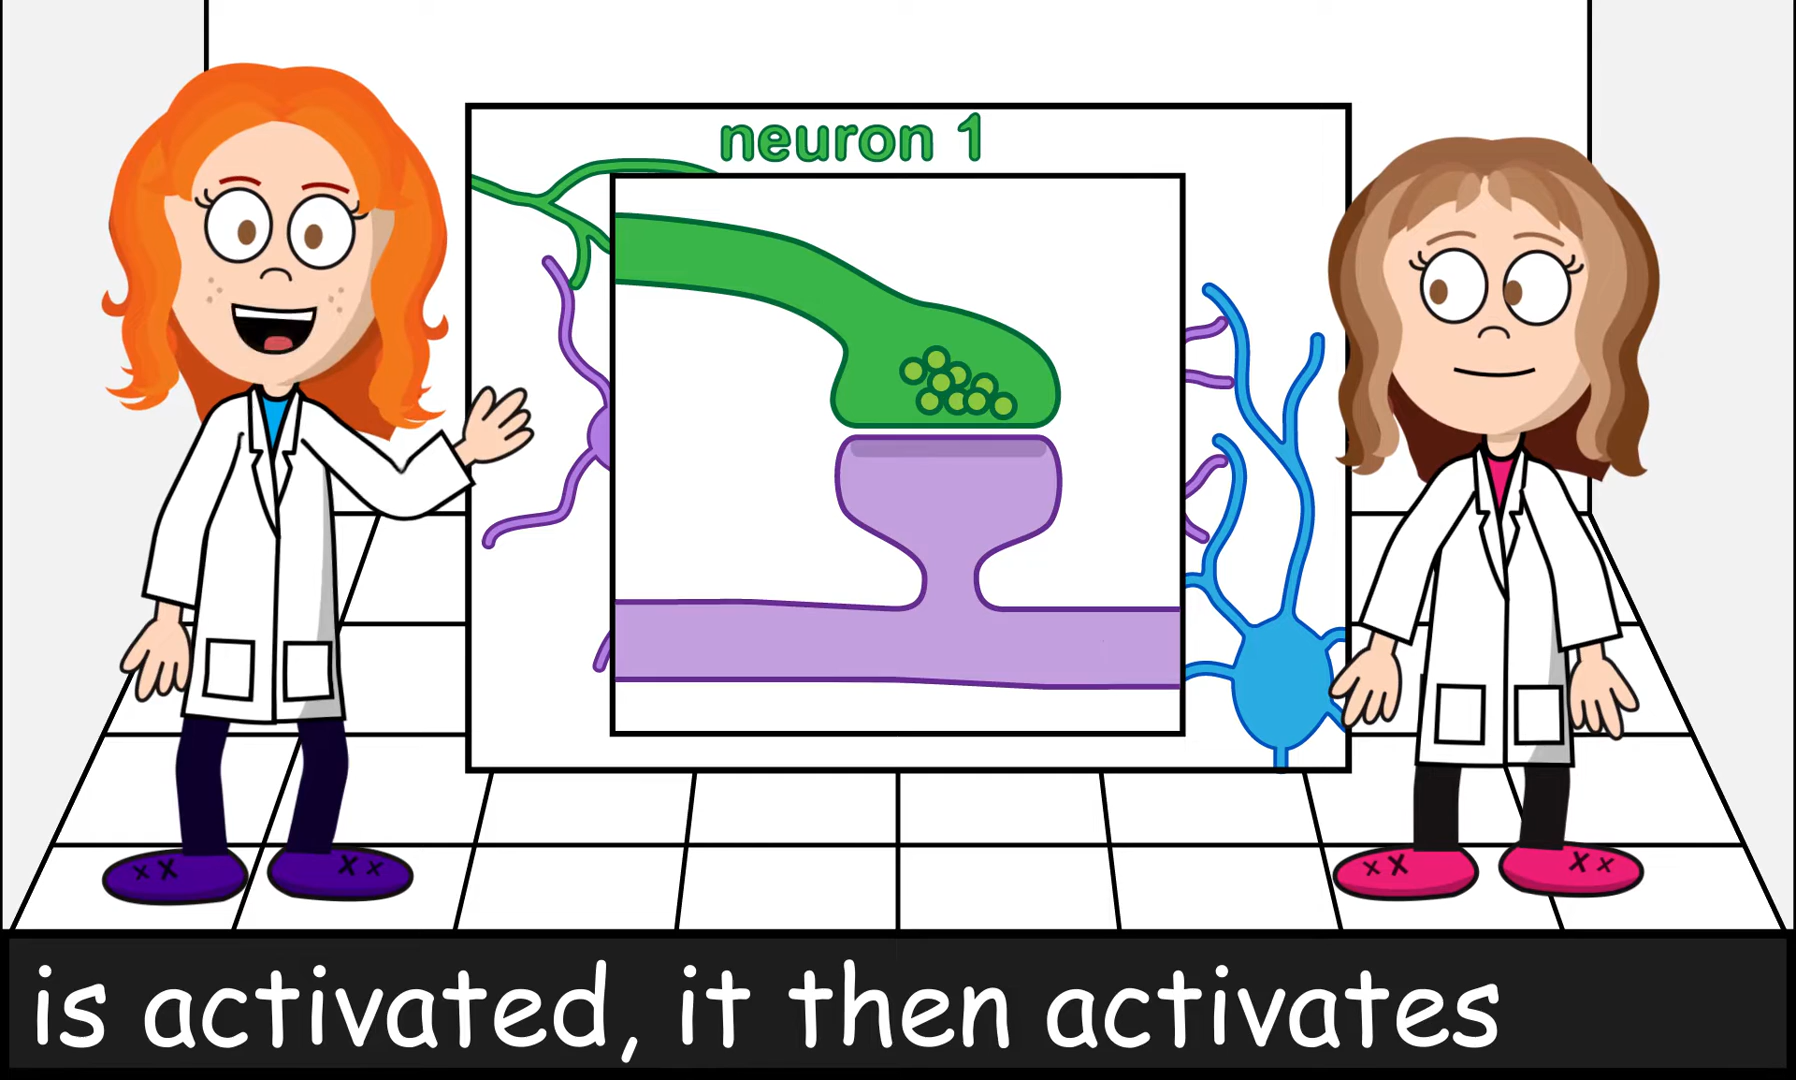 neuron 1
is activated, it then activates